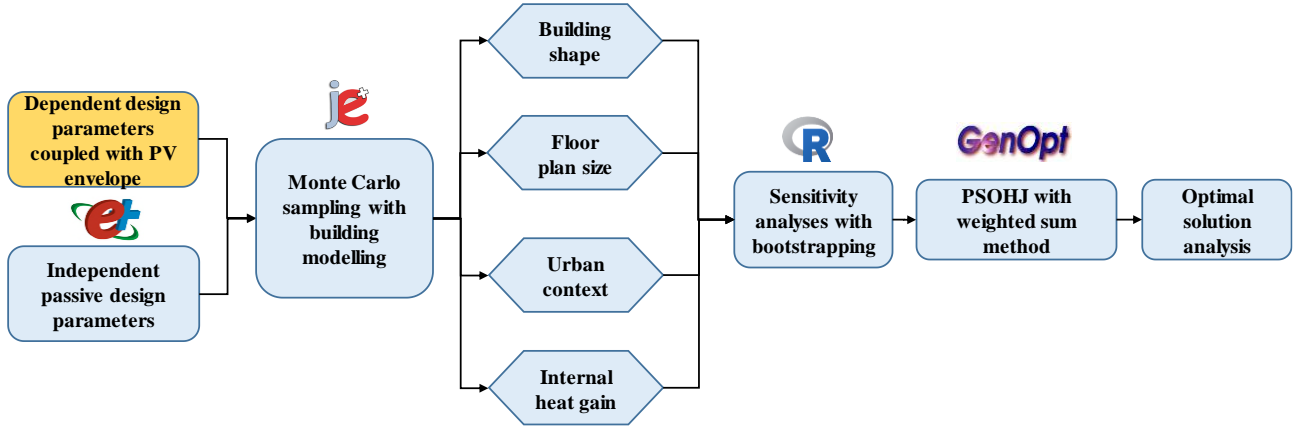 Dependent design
parameters
coupled with PV
envelope
e+
Independent
passive design
parameters
je+
Monte Carlo
sampling with
building
modelling
Building
shape
Floor
plan size
Urban
context
Internal
heat gain
R
Sensitivity
analyses with
bootstrapping
GenOpt
PSOHJ with
weighted sum
method
Optimal
solution
analysis